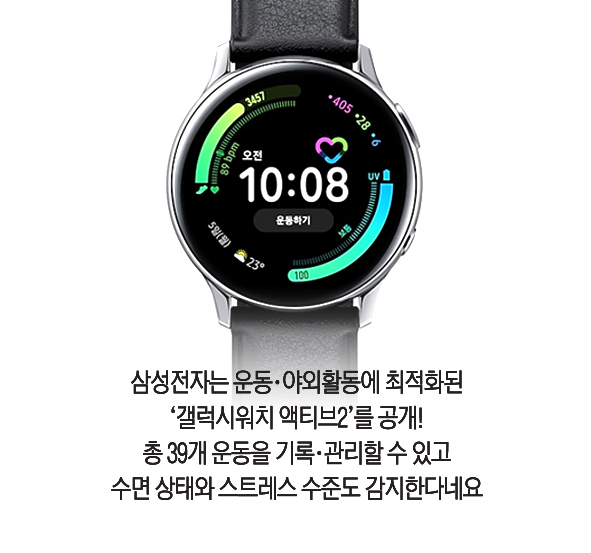 3457
405
28
6
89 bpm
오전
10:08
UV
운동하기
보통
5일(월)
23°
100
삼성전자는 운동·야외활동에 최적화된
‘갤럭시워치 액티브2’를 공개!
총 39개 운동을 기록·관리할 수 있고
수면 상태와 스트레스 수준도 감지한다네요